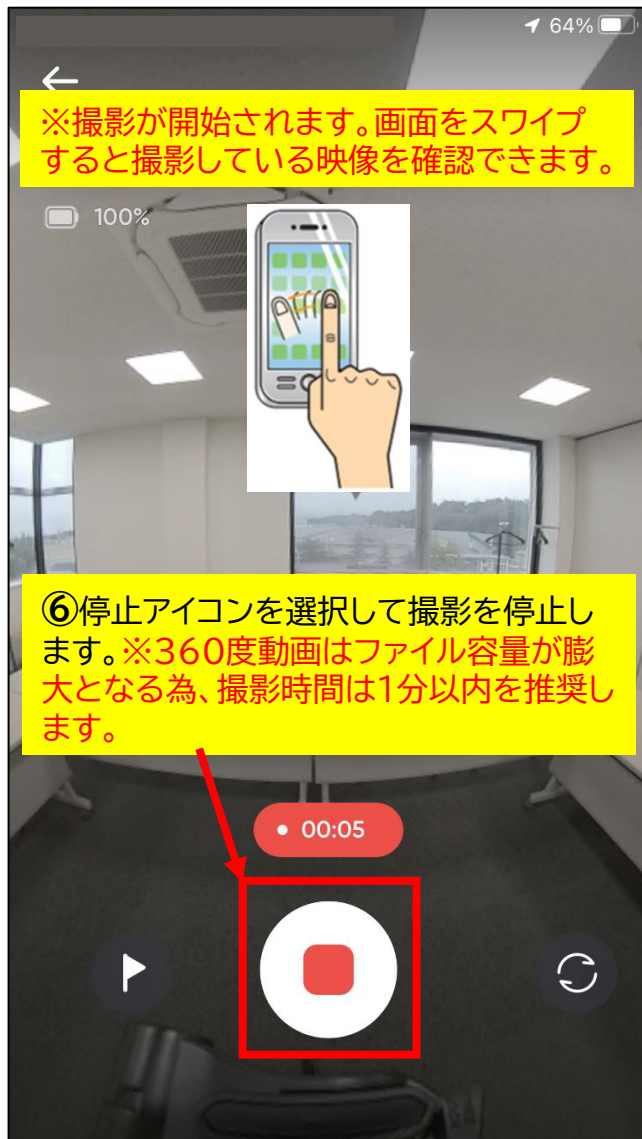 64%
※撮影が開始されます。画面をスワイプ
すると撮影している映像を確認できます。
100%
⑥停止アイコンを選択して撮影を停止し
ます。※360度動画はファイル容量が膨
大となる為、撮影時間は1分以内を推奨し
ます。
00:05